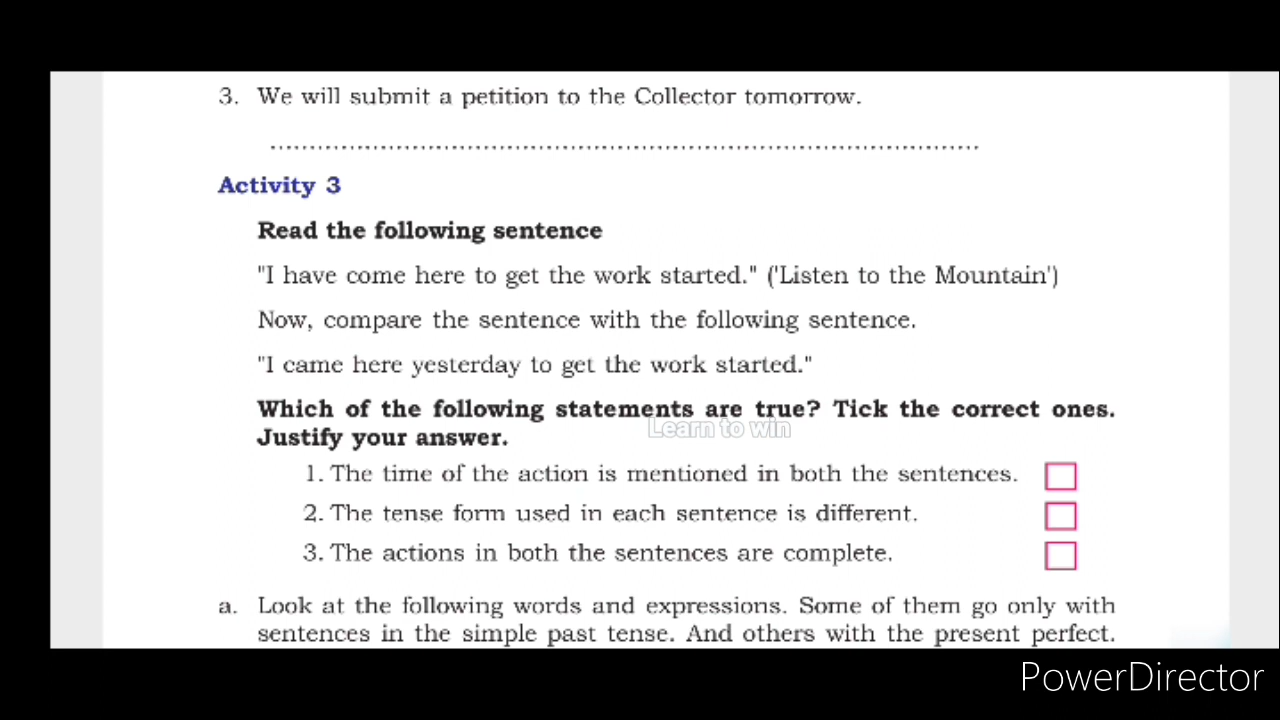 3. We will submit a petition to the Collector tomorrow.
................................................................................................
Activity 3
Read the following sentence
"I have come here to get the work started." ('Listen to the Mountain')
Now, compare the sentence with the following sentence.
"I came here yesterday to get the work started."
Which of the following statements are true? Tick the correct ones.
Learn to win
Justify your answer.
1. The time of the action is mentioned in both the sentences.
2. The tense form used in each sentence is different.
3. The actions in both the sentences are complete.
a. Look at the following words and expressions. Some of them go only with
sentences in the simple past tense. And others with the present perfect.
PowerDirector